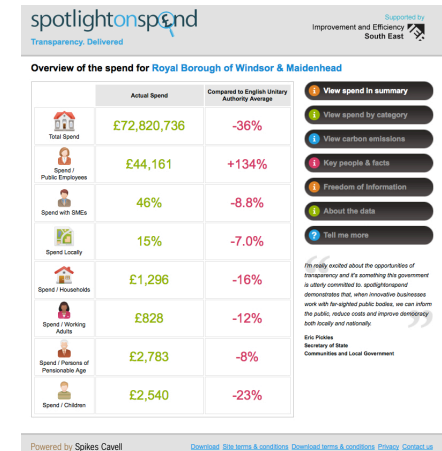 spotlightonspend
Transparency. Delivered
Supported by
Improvement and Efficiency
South East
Overview of the spend for Royal Borough of Windsor & Maidenhead
Actual Spend
Compared to English Unitary
Authority Average
Total Spend
£72,820,736
-36%
Spend /
Public Employees
£44,161
+134%
Spend with SMEs
46%
-8.8%
Spend Locally
15%
-7.0%
Spend / Households
£1,296
-16%
Spend / Working
Adults
£828
-12%
Spend / Persons of
Pensionable Age
£2,783
-8%
Spend / Children
£2,540
-23%
View spend in summary
View spend by category
View carbon emissions
Key people & facts
Freedom of Information
About the data
Tell me more
I'm really excited about the opportunities of
transparency and it's something this government
is utterly committed to. spotlightonspend
demonstrates that, when innovative businesses
work with far-sighted public bodies, we can inform
the public, reduce costs and improve democracy
both locally and nationally.
Eric Pickles
Secretary of State
Communities and Local Government
Powered by Spikes Cavell
Download Site terms & conditions Download terms & conditions Privacy Contact us